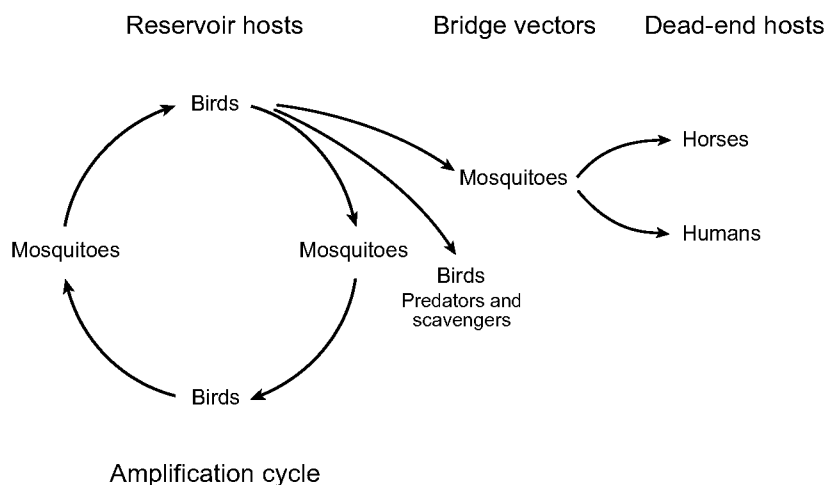 Reservoir hosts
Bridge vectors
Dead-end hosts
Birds
Horses
Mosquitoes
Humans
Mosquitoes
Mosquitoes
Birds
Predators and
scavengers
Birds
Amplification cycle